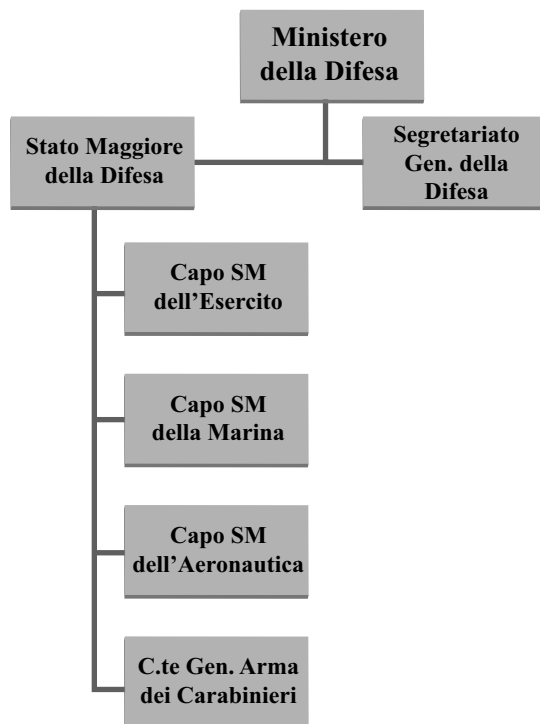 Ministero
della Difesa
Stato Maggiore
della Difesa
Segretariato
Gen. della
Difesa
Capo SM
dell’Esercito
Capo SM
della Marina
Capo SM
dell’Aeronautica
C.te Gen. Arma
dei Carabinieri